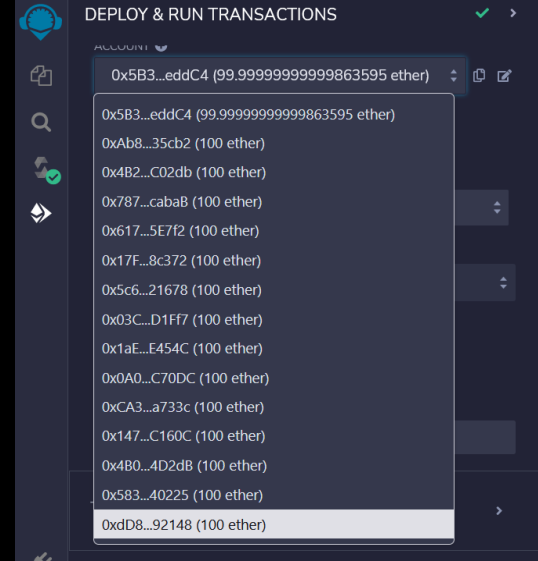 DEPLOY & RUN TRANSACTIONS
ACCOUNT
0x5B3...eddC4 (99.99999999999863595 ether)
0x5B3...eddC4 (99.99999999999863595 ether)
0xAb8...35cb2 (100 ether)
0x4B2...C02db (100 ether)
0x787...cabaB (100 ether)
0x617...5E7f2 (100 ether)
0x17F...8c372 (100 ether)
0x5c6...21678 (100 ether)
0x03C...D1Ff7 (100 ether)
0x1aE...E454C (100 ether)
0x0A0...C70DC (100 ether)
0xCA3...a733c (100 ether)
0x147...C160C (100 ether)
0x4B0...4D2dB (100 ether)
0x583...40225 (100 ether)
0xdD8...92148 (100 ether)